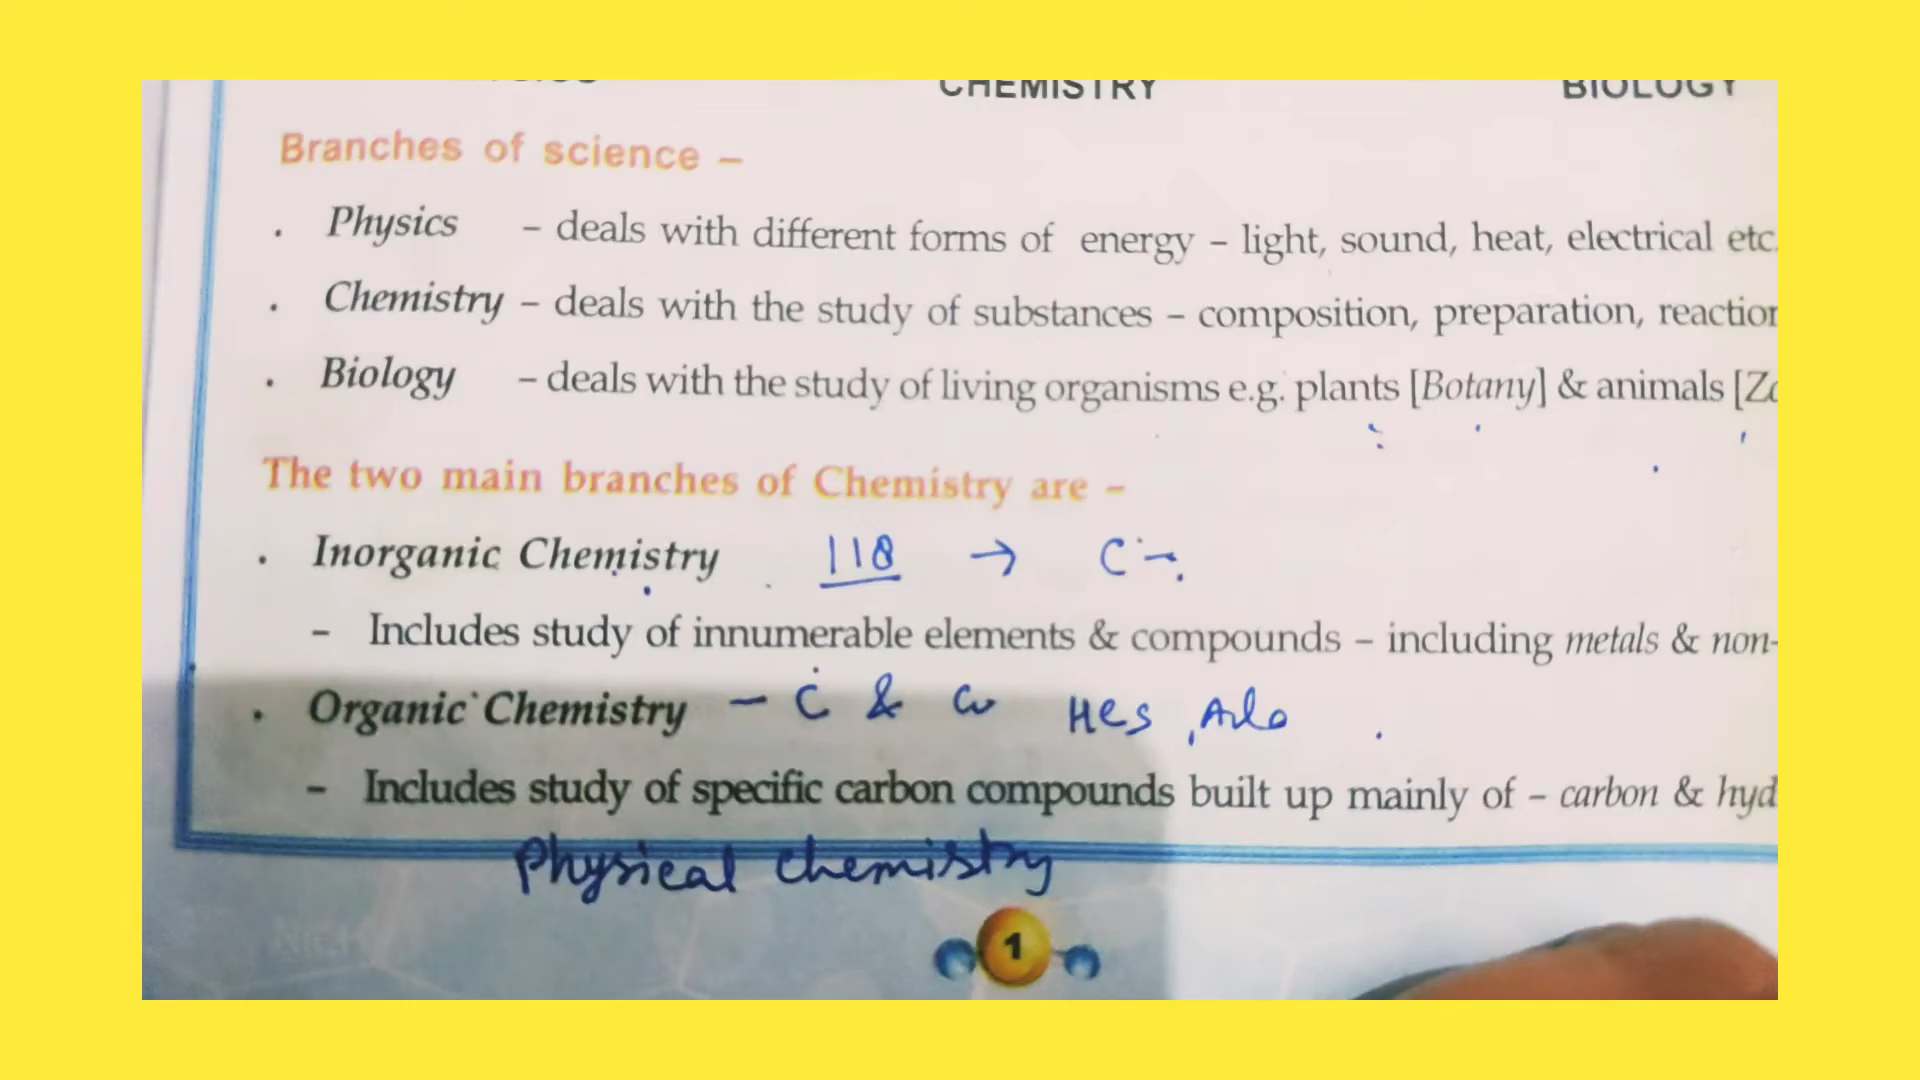 CHEMISTRY BIOLOGY
Branches of science –
. Physics – deals with different forms of energy – light, sound, heat, electrical etc.
. Chemistry – deals with the study of substances – composition, preparation, reaction
. Biology – deals with the study of living organisms e.g. plants [Botany] & animals [Zo
The two main branches of Chemistry are –
. Inorganic Chemistry 118 → C -
– Includes study of innumerable elements & compounds – including metals & non-
. Organic Chemistry – C &
– Includes study of specific carbon compounds built up mainly of – carbon & hyd
Physical chemistry
1